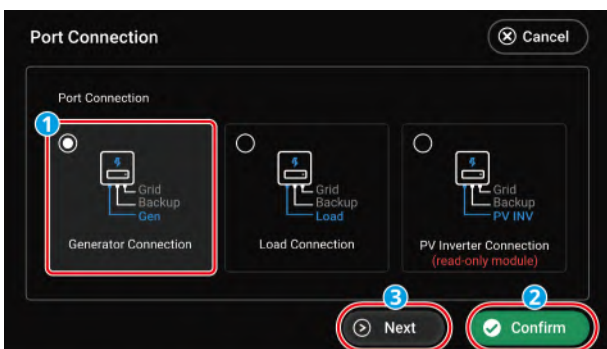 Port Connection
Cancel
Port Connection
1
Grid
Backup
Gen
Generator Connection
Grid
Backup
Load
Load Connection
Grid
Backup
PV INV
PV Inverter Connection
(read-only module)
3
Next
2
Confirm